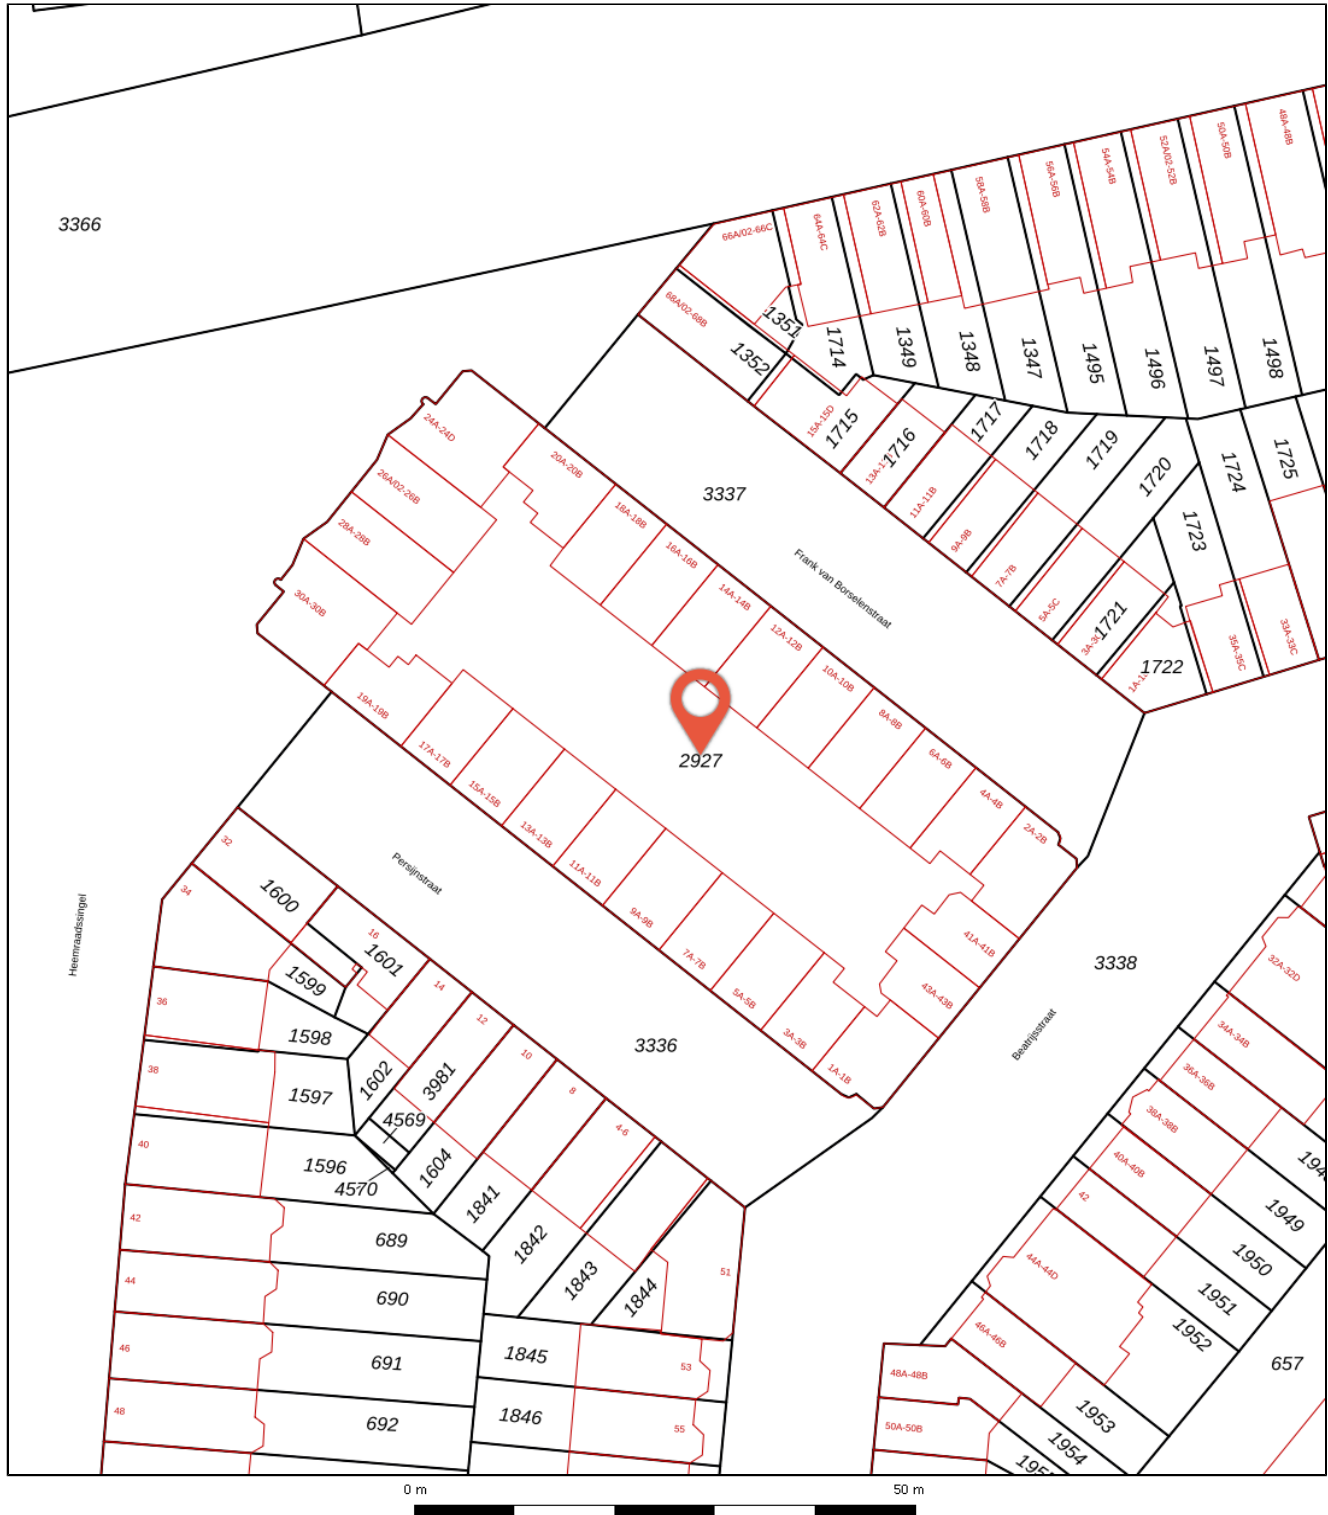 3366
48A-48B
50A-50B
52A/02-52B
54A-54B
56A-56B
58A-58B
60A-60B
62A-62B
64A-64C
66A/02-66C
68A/02-68B
1351
1352
1714
1349
1348
1347
1495
1496
1497
1498
15A-15D
1715
1716
1717
1718
1719
1720
1724
1725
1723
11A-11B
9A-9B
7A-7B
5A-5C
1721
1722
35A-35C
33A-33C
24A-24D
26A/02-26B
28A-28B
30A-30B
20A-20B
18A-18B
16A-16B
14A-14B
12A-12B
10A-10B
8A-8B
6A-6B
4A-4B
2A-2B
3337
Frank van Borselenstraat
2927
19A-19B
17A-17B
15A-15B
13A-13B
11A-11B
9A-9B
7A-7B
5A-5B
3A-3B
1A-1B
41A-41B
43A-43B
Persijnstraat
Heemraadssingel
3336
3338
Beatrijsstraat
32
34
1600
16
1601
1599
36
1598
14
12
10
8
4-6
38
1597
1602
3981
4569
40
1596
4570
1604
1841
1842
1843
1844
51
42
689
44
690
46
691
48
692
1845
53
1846
55
32A-32D
34A-34B
36A-36B
38A-38B
40A-40B
42
44A-44D
46A-46B
48A-48B
50A-50B
1949
1950
1951
1952
657
1953
1954
0 m
50 m